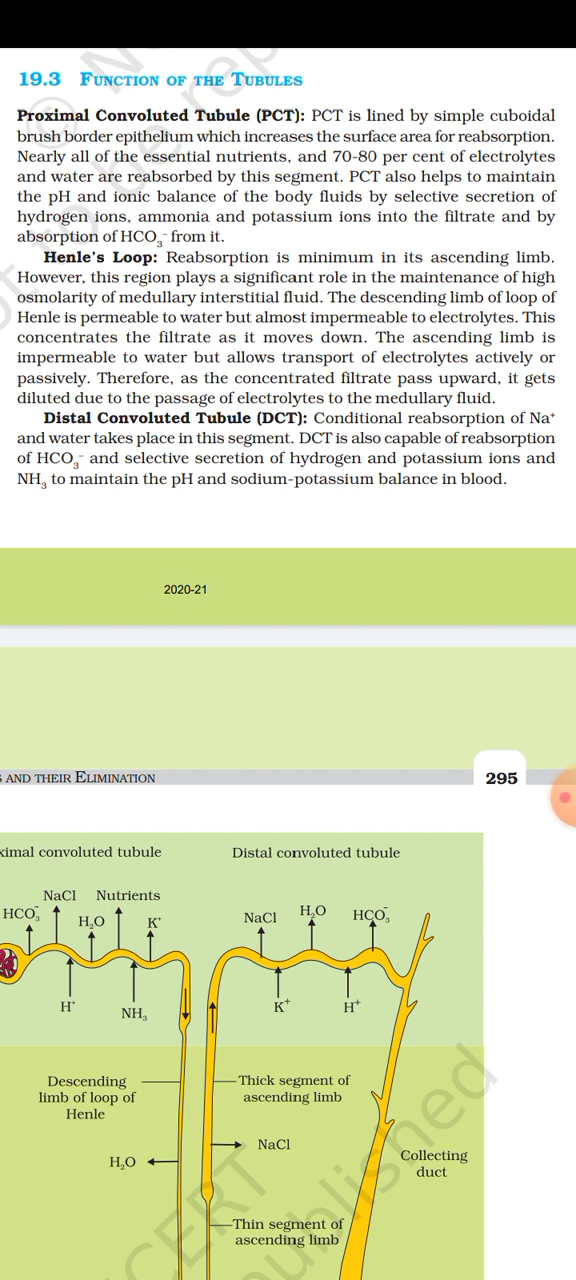 19.3 FUNCTION OF THE TUBULES
Proximal Convoluted Tubule (PCT): PCT is lined by simple cuboidal
brush border epithelium which increases the surface area for reabsorption.
Nearly all of the essential nutrients, and 70-80 per cent of electrolytes
and water are reabsorbed by this segment. PCT also helps to maintain
the pH and ionic balance of the body fluids by selective secretion of
hydrogen ions, ammonia and potassium ions into the filtrate and by
absorption of HCO₃⁻ from it.
Henle's Loop: Reabsorption is minimum in its ascending limb.
However, this region plays a significant role in the maintenance of high
osmolarity of medullary interstitial fluid. The descending limb of loop of
Henle is permeable to water but almost impermeable to electrolytes. This
concentrates the filtrate as it moves down. The ascending limb is
impermeable to water but allows transport of electrolytes actively or
passively. Therefore, as the concentrated filtrate pass upward, it gets
diluted due to the passage of electrolytes to the medullary fluid.
Distal Convoluted Tubule (DCT): Conditional reabsorption of Na⁺
and water takes place in this segment. DCT is also capable of reabsorption
of HCO₃⁻ and selective secretion of hydrogen and potassium ions and
NH₃ to maintain the pH and sodium-potassium balance in blood.
2020-21
S AND THEIR ELIMINATION
295
ximal convoluted tubule
Distal convoluted tubule
NaCl Nutrients
HCO₃⁻
H₂O
K⁺
NaCl
H₂O
HCO₃⁻
H⁺
NH₃
K⁺
H⁺
Descending
limb of loop of
Henle
Thick segment of
ascending limb
NaCl
H₂O
Collecting
duct
Thin segment of
ascending limb